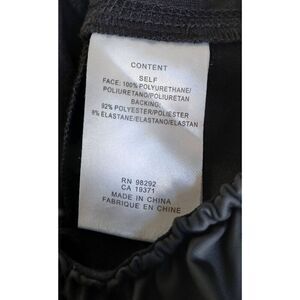 CONTENT
SELF
FACE: 100% POLYURETHANE/
POLIURETANO/POLIURETAN
BACKING:
92% POLYESTER/POLIESTER
8% ELASTANE/ELASTANO/ELASTAN
RN 98292
CA 19371
MADE IN CHINA
FABRIQUE EN CHINE